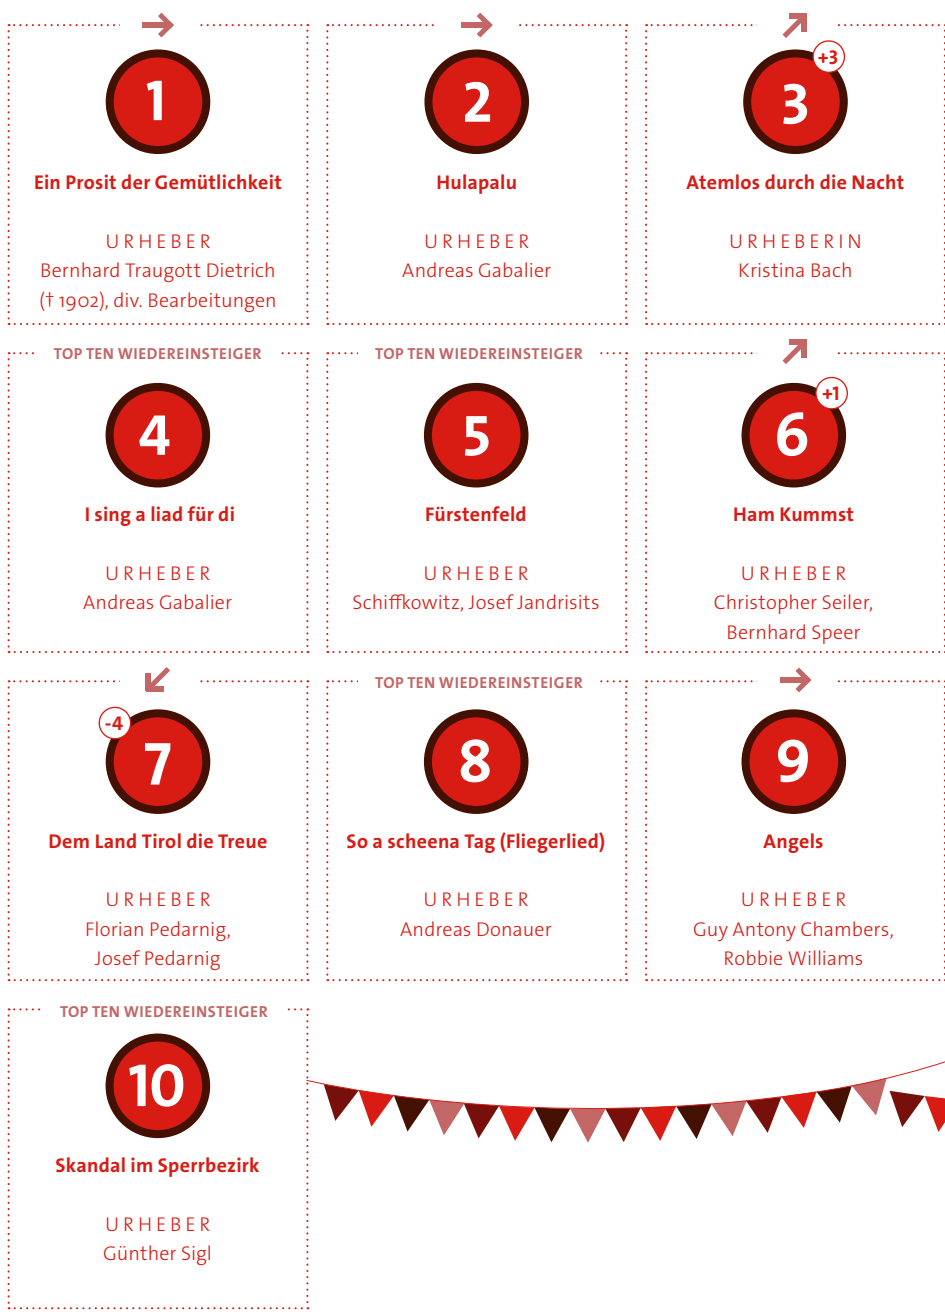 1
Ein Prosit der Gemütlichkeit
URHEBER
Bernhard Traugott Dietrich
(† 1902), div. Bearbeitungen
2
Hulapalu
URHEBER
Andreas Gabalier
+3
3
Atemlos durch die Nacht
URHEBERIN
Kristina Bach
TOP TEN WIEDEREINSTEIGER
4
I sing a liad für di
URHEBER
Andreas Gabalier
TOP TEN WIEDEREINSTEIGER
5
Fürstenfeld
URHEBER
Schiffkowitz, Josef Jandrisits
+1
6
Ham Kummst
URHEBER
Christopher Seiler,
Bernhard Speer
-4
7
Dem Land Tirol die Treue
URHEBER
Florian Pedarnig,
Josef Pedarnig
TOP TEN WIEDEREINSTEIGER
8
So a scheena Tag (Fliegerlied)
URHEBER
Andreas Donauer
9
Angels
URHEBER
Guy Antony Chambers,
Robbie Williams
TOP TEN WIEDEREINSTEIGER
10
Skandal im Sperrbezirk
URHEBER
Günther Sigl